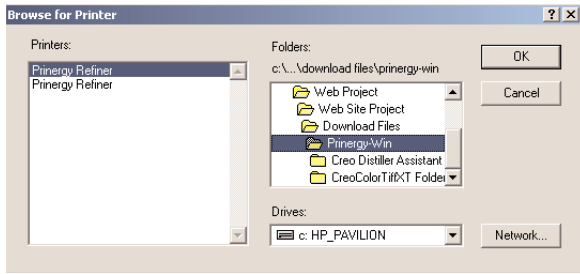 Browse for Printer
Printers:
Prinergy Refiner
Prinergy Refiner
Folders:
c:\...\download files\prinergy-win
Web Project
Web Site Project
Download Files
Prinergy-Win
Creo Distiller Assistant
CreoColorTiffXT Folder
Drives:
c: HP_PAVILION
OK
Cancel
Network...